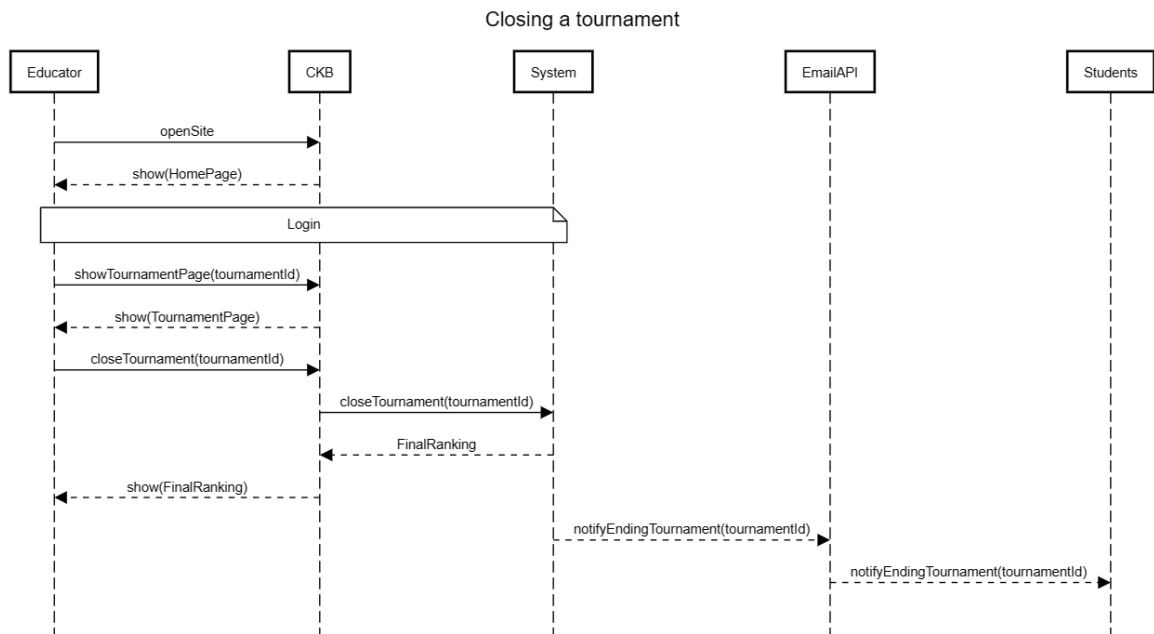 Closing a tournament
Educator
CKB
System
EmailAPI
Students
openSite
show(HomePage)
Login
showTournamentPage(tournamentId)
show(TournamentPage)
closeTournament(tournamentId)
closeTournament(tournamentId)
FinalRanking
show(FinalRanking)
notifyEndingTournament(tournamentId)
notifyEndingTournament(tournamentId)